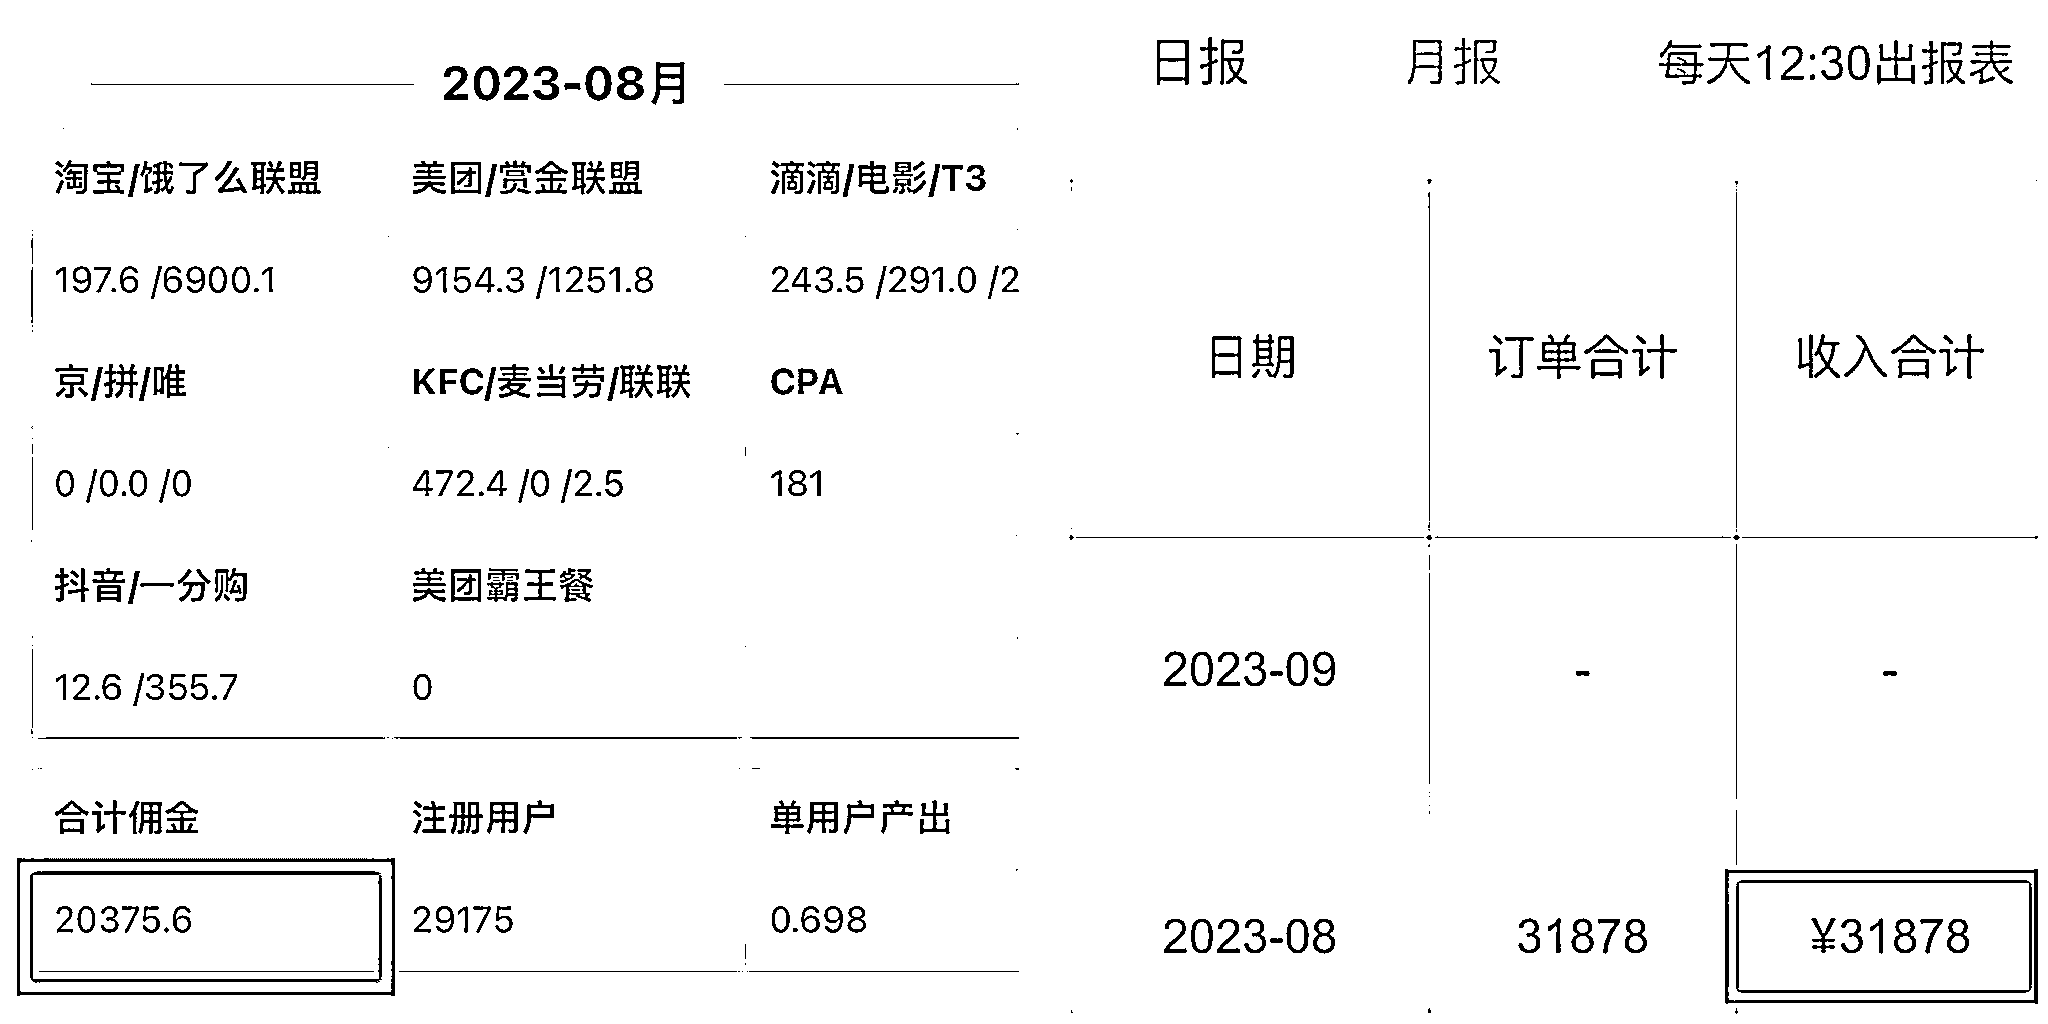 2023-08月
淘宝/饿了么联盟 美团/赏金联盟 滴滴/电影/T3
197.6 /6900.1 9154.3 /1251.8 243.5 /291.0 /2
京/拼/唯 KFC/麦当劳/联联 CPA
0 /0.0 /0 472.4 /0 /2.5 181
抖音/一分购 美团霸王餐
12.6 /355.7 0
合计佣金 注册用户 单用户产出
20375.6 29175 0.698
日报 月报 每天12:30出报表
日期 订单合计 收入合计
2023-09 - -
2023-08 31878 ¥31878